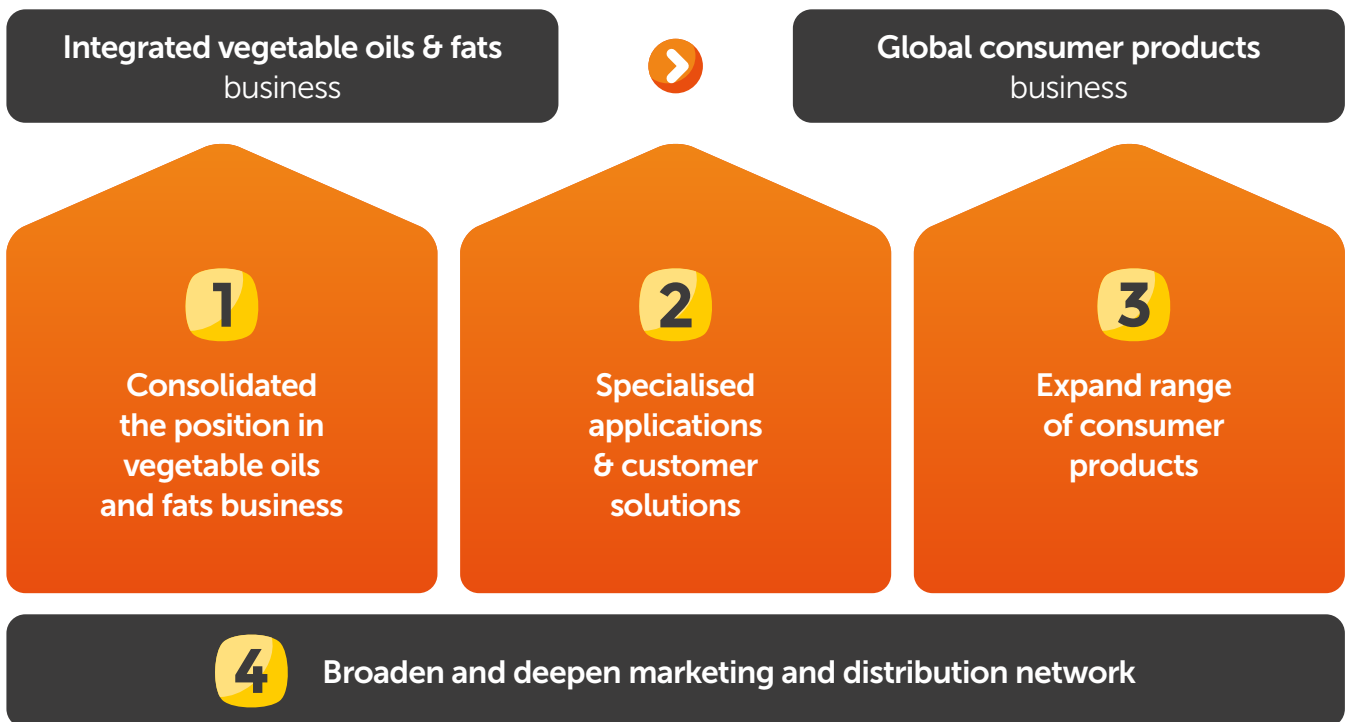 Integrated vegetable oils & fats
business
Global consumer products
business
1
Consolidated
the position in
vegetable oils
and fats business
2
Specialised
applications
& customer
solutions
3
Expand range
of consumer
products
4
Broaden and deepen marketing and distribution network